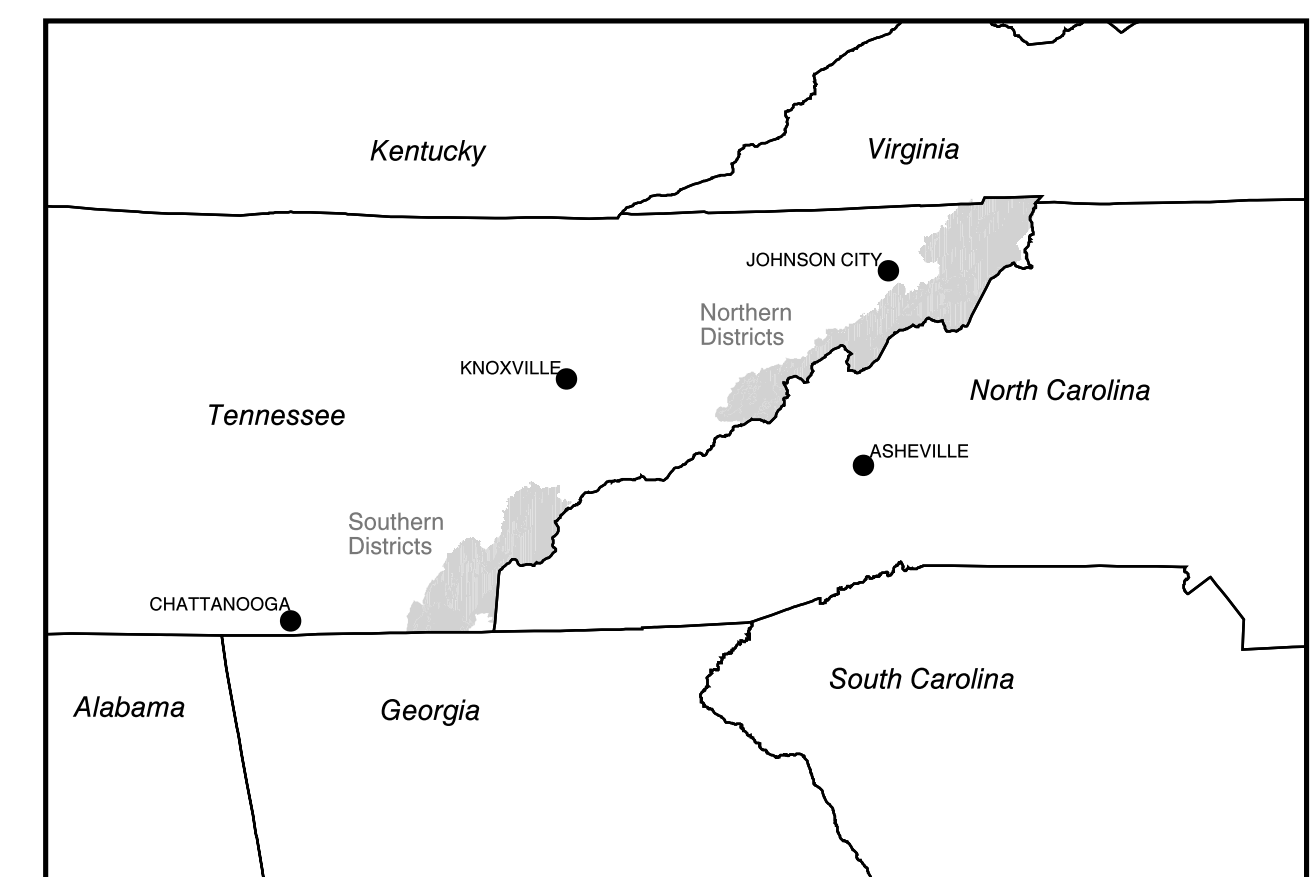 Kentucky
Virginia
JOHNSON CITY
Northern
Districts
KNOXVILLE
North Carolina
Tennessee
ASHEVILLE
Southern
Districts
CHATTANOOGA
South Carolina
Alabama
Georgia